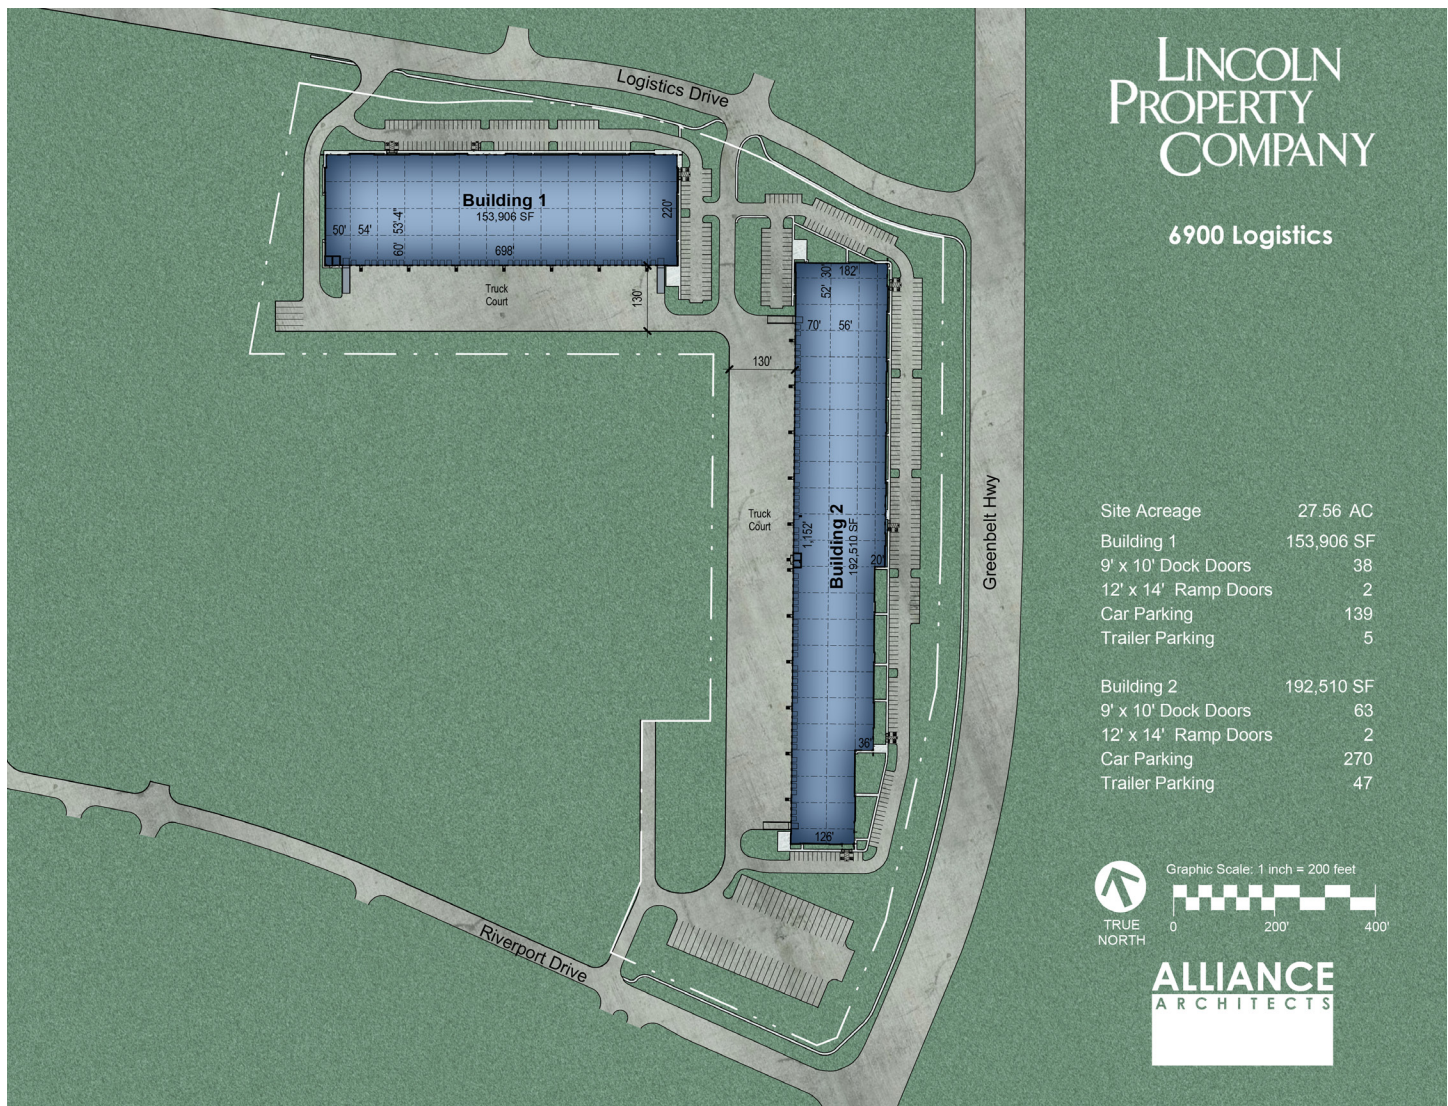 LINCOLN
PROPERTY
COMPANY
6900 Logistics
Logistics Drive
Building 1
153,906 SF
50'
54'
53'-4"
60'
698'
220'
Truck
Court
130'
30'
182'
52'
70'
56'
130'
Truck
Court
1,152'
Building 2
192,510 SF
20'
36'
126'
Greenbelt Hwy
Riverport Drive
Site Acreage 27.56 AC
Building 1 153,906 SF
9' x 10' Dock Doors 38
12' x 14' Ramp Doors 2
Car Parking 139
Trailer Parking 5
Building 2 192,510 SF
9' x 10' Dock Doors 63
12' x 14' Ramp Doors 2
Car Parking 270
Trailer Parking 47
TRUE
NORTH
Graphic Scale: 1 inch = 200 feet
0 200' 400'
ALLIANCE
ARCHITECTS